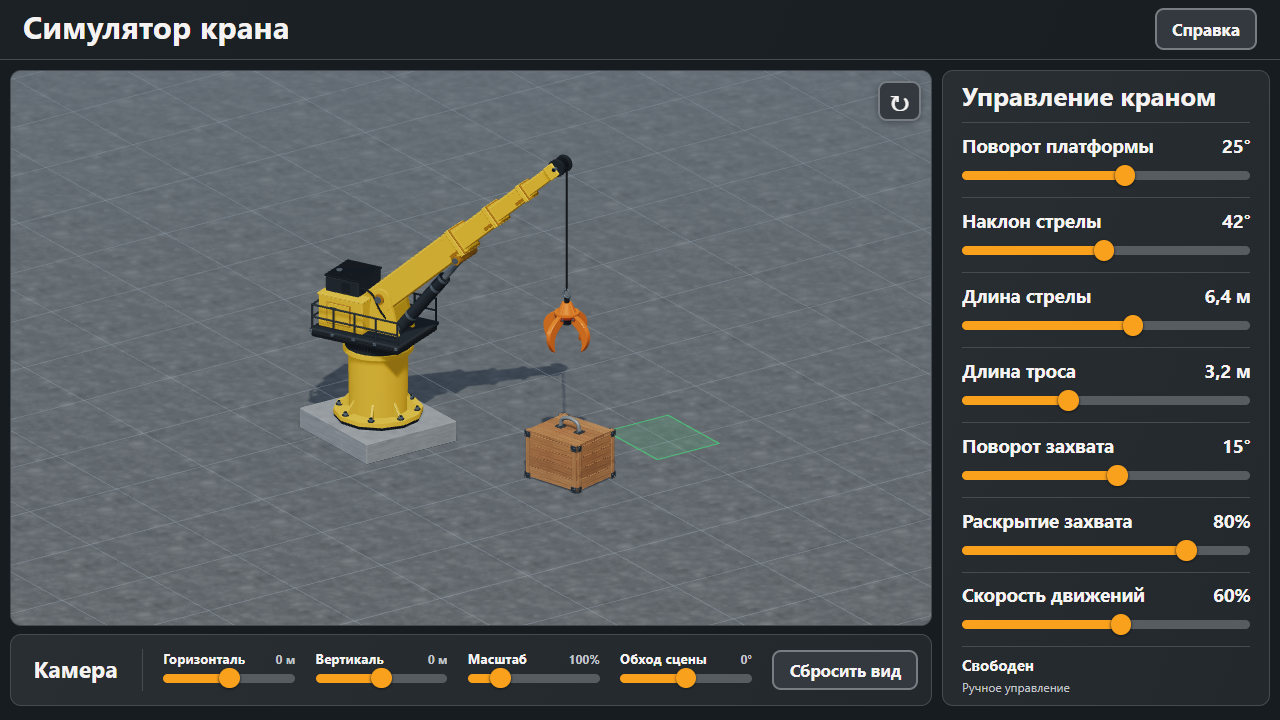 Симулятор крана
Справка
↻
Управление краном
Поворот платформы 25°
Наклон стрелы 42°
Длина стрелы 6,4 м
Длина троса 3,2 м
Поворот захвата 15°
Раскрытие захвата 80%
Скорость движений 60%
Свободен
Ручное управление
Камера
Горизонталь 0 м
Вертикаль 0 м
Масштаб 100%
Обход сцены 0°
Сбросить вид